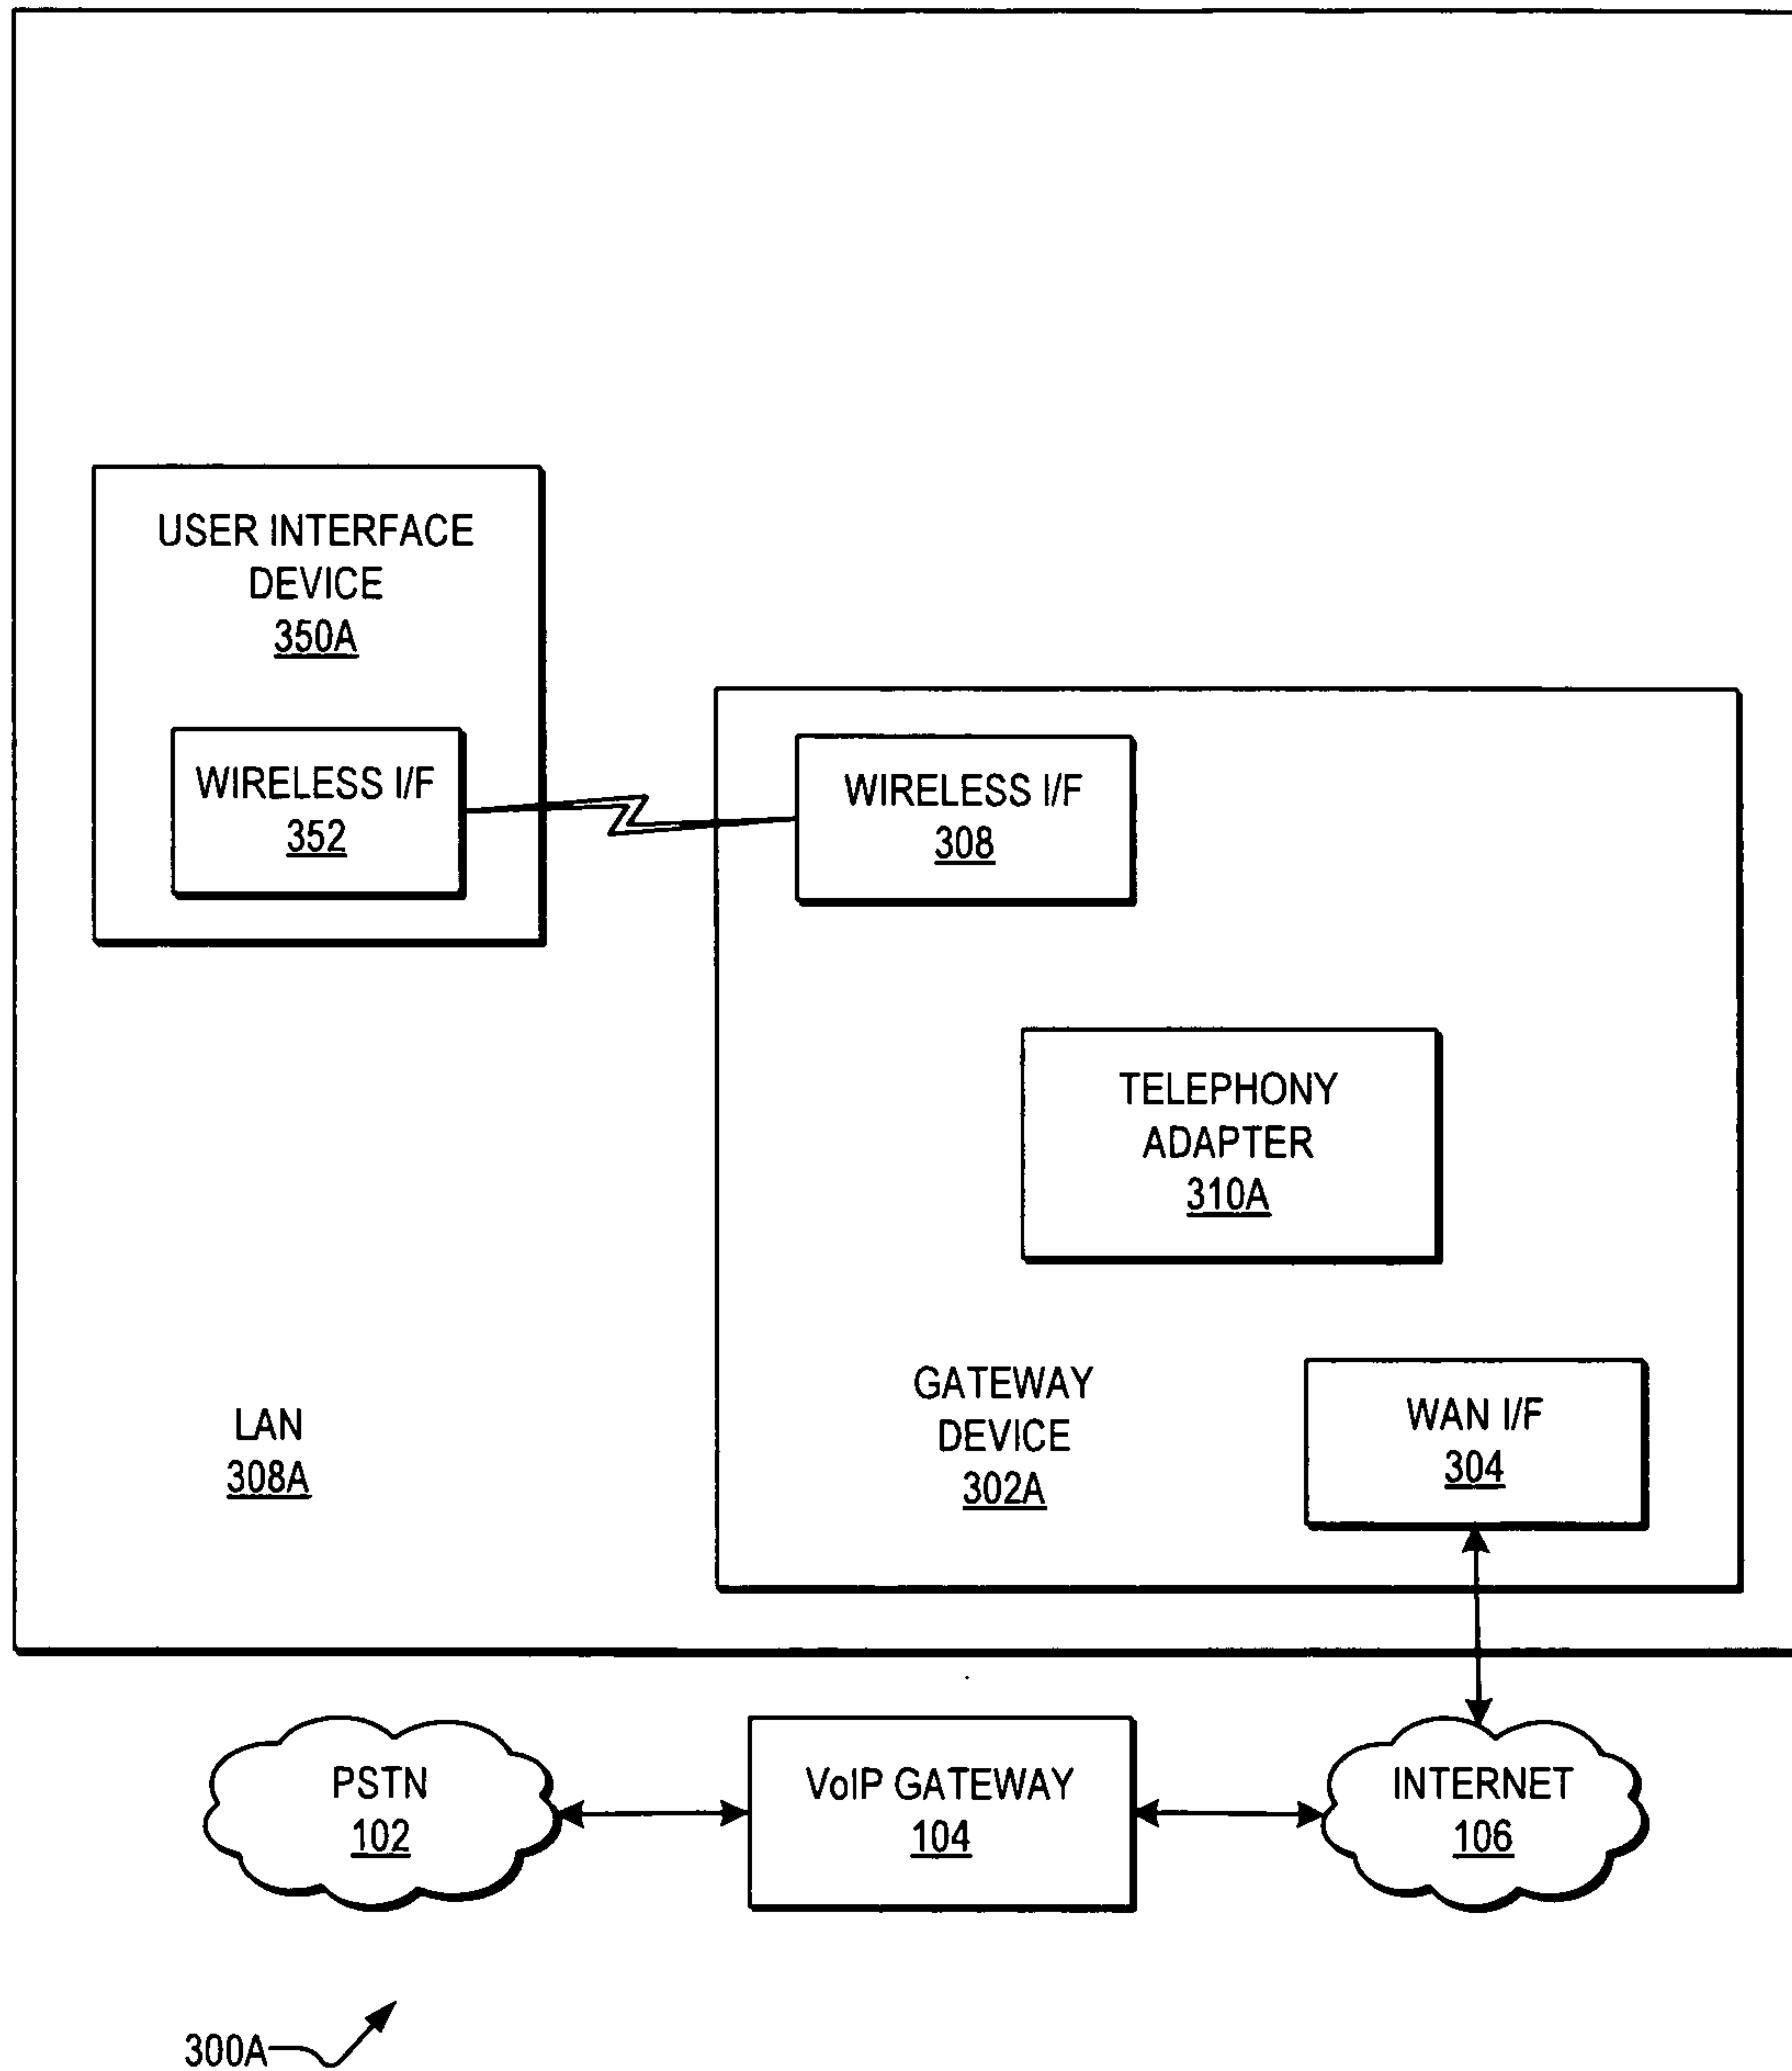 USER INTERFACE
DEVICE
350A
WIRELESS I/F
352
WIRELESS I/F
308
TELEPHONY
ADAPTER
310A
GATEWAY
DEVICE
302A
WAN I/F
304
LAN
308A
PSTN
102
VoIP GATEWAY
104
INTERNET
106
300A